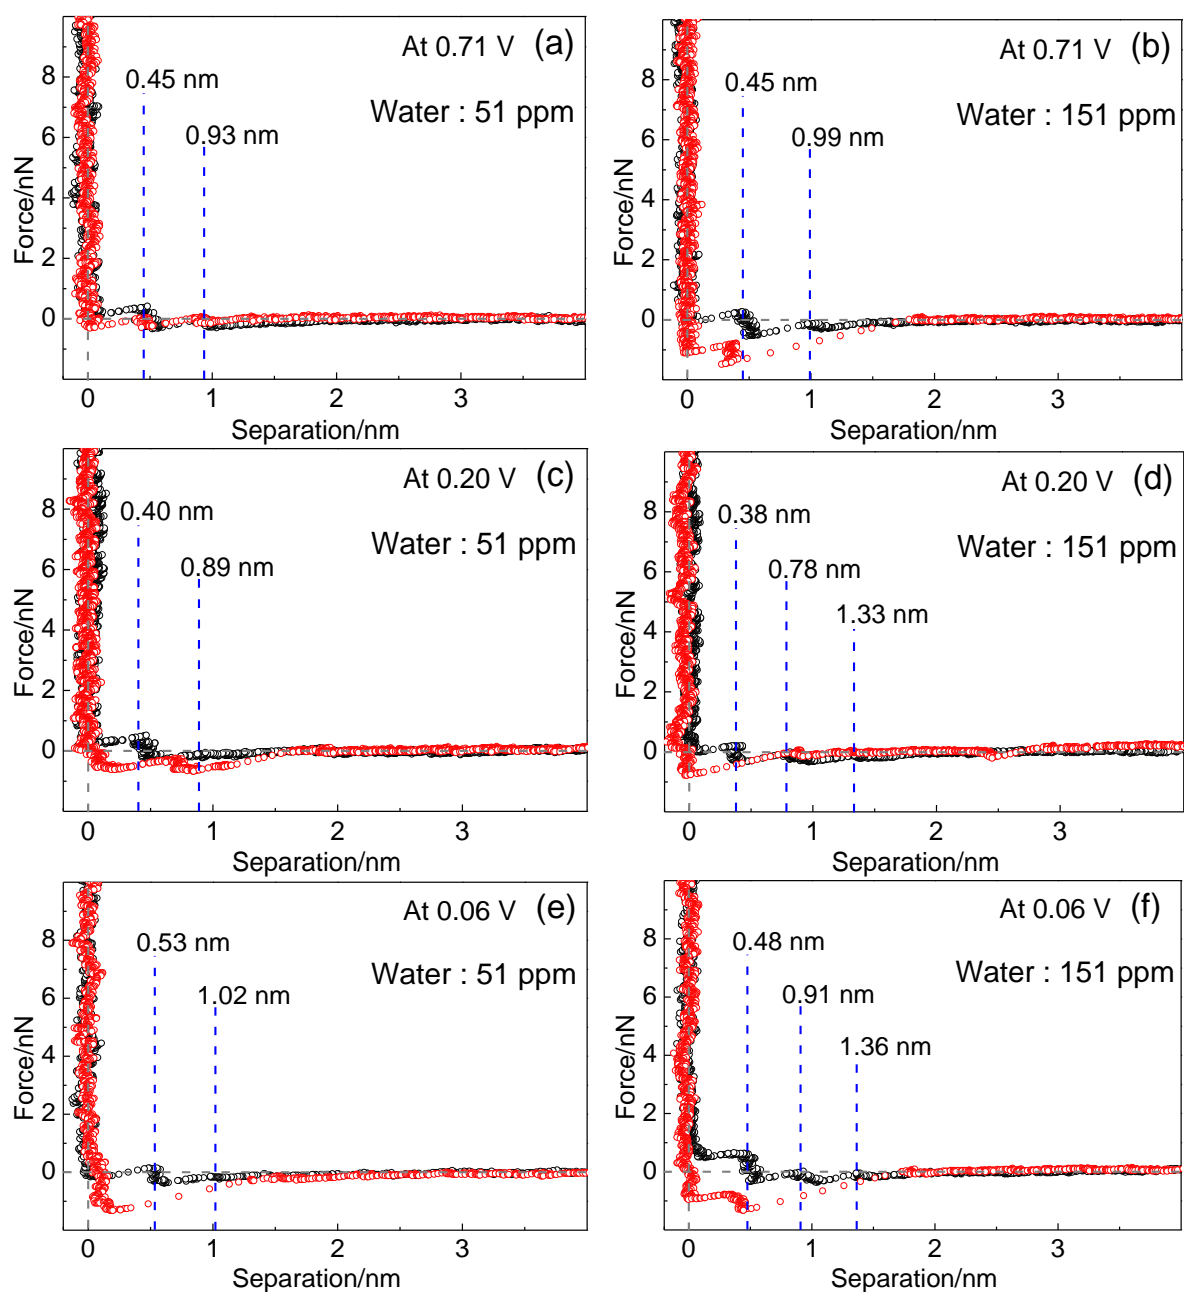 At 0.71 V (a)
0.45 nm
0.93 nm
Water : 51 ppm
8
6
4
2
0
Force/nN
0 1 2 3
Separation/nm
At 0.71 V (b)
0.45 nm
0.99 nm
Water : 151 ppm
8
6
4
2
0
Force/nN
0 1 2 3
Separation/nm
At 0.20 V (c)
0.40 nm
0.89 nm
Water : 51 ppm
8
6
4
2
0
Force/nN
0 1 2 3
Separation/nm
At 0.20 V (d)
0.38 nm
0.78 nm
1.33 nm
Water : 151 ppm
8
6
4
2
0
Force/nN
0 1 2 3
Separation/nm
At 0.06 V (e)
0.53 nm
1.02 nm
Water : 51 ppm
8
6
4
2
0
Force/nN
0 1 2 3
Separation/nm
At 0.06 V (f)
0.48 nm
0.91 nm
1.36 nm
Water : 151 ppm
8
6
4
2
0
Force/nN
0 1 2 3
Separation/nm